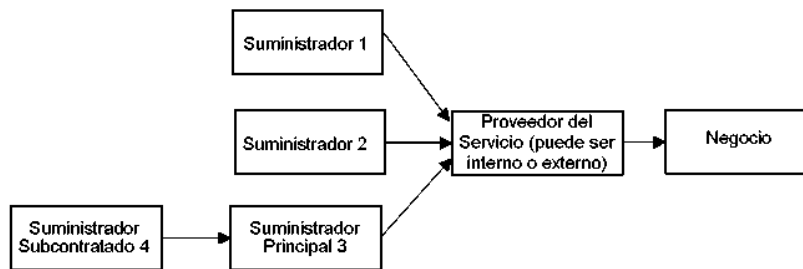 Suministrador 1
Suministrador 2
Proveedor del
Servicio (puede ser
interno o externo)
Negocio
Suministrador
Subcontratado 4
Suministrador
Principal 3